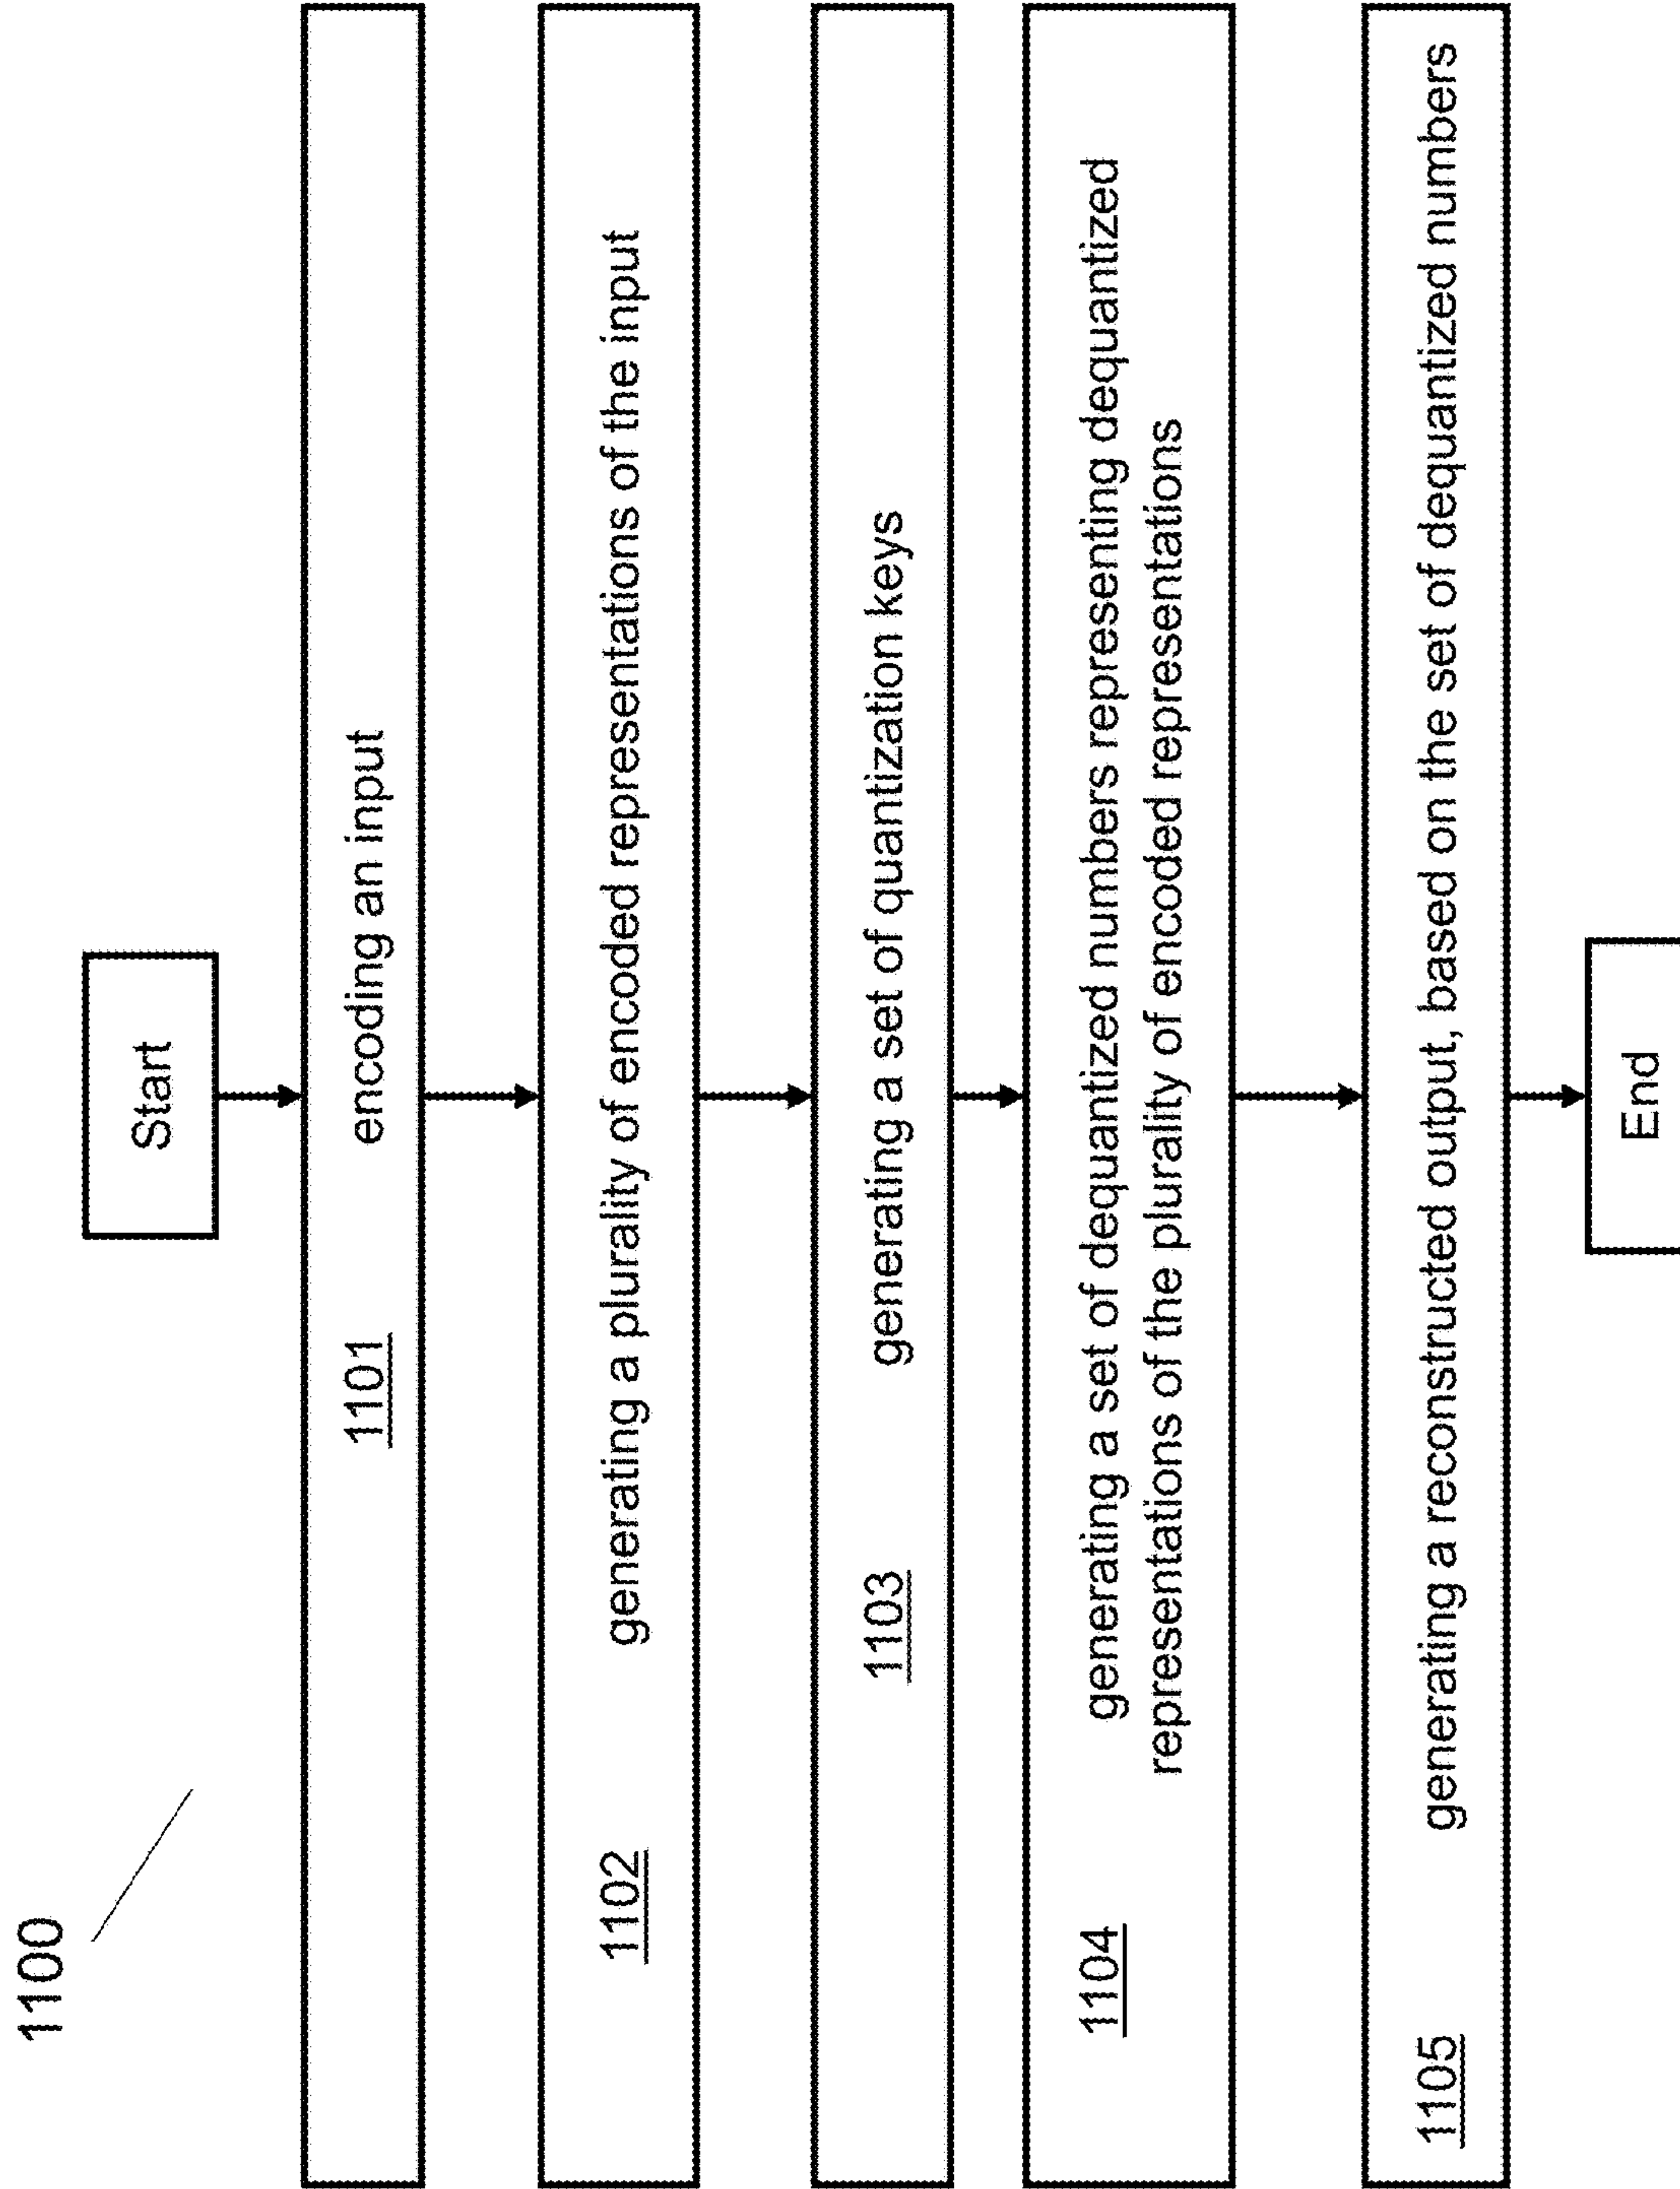 1100
Start
1101 encoding an input
1102 generating a plurality of encoded representations of the input
1103 generating a set of quantization keys
1104 generating a set of dequantized numbers representing dequantized
representations of the plurality of encoded representations
1105 generating a reconstructed output, based on the set of dequantized numbers
End